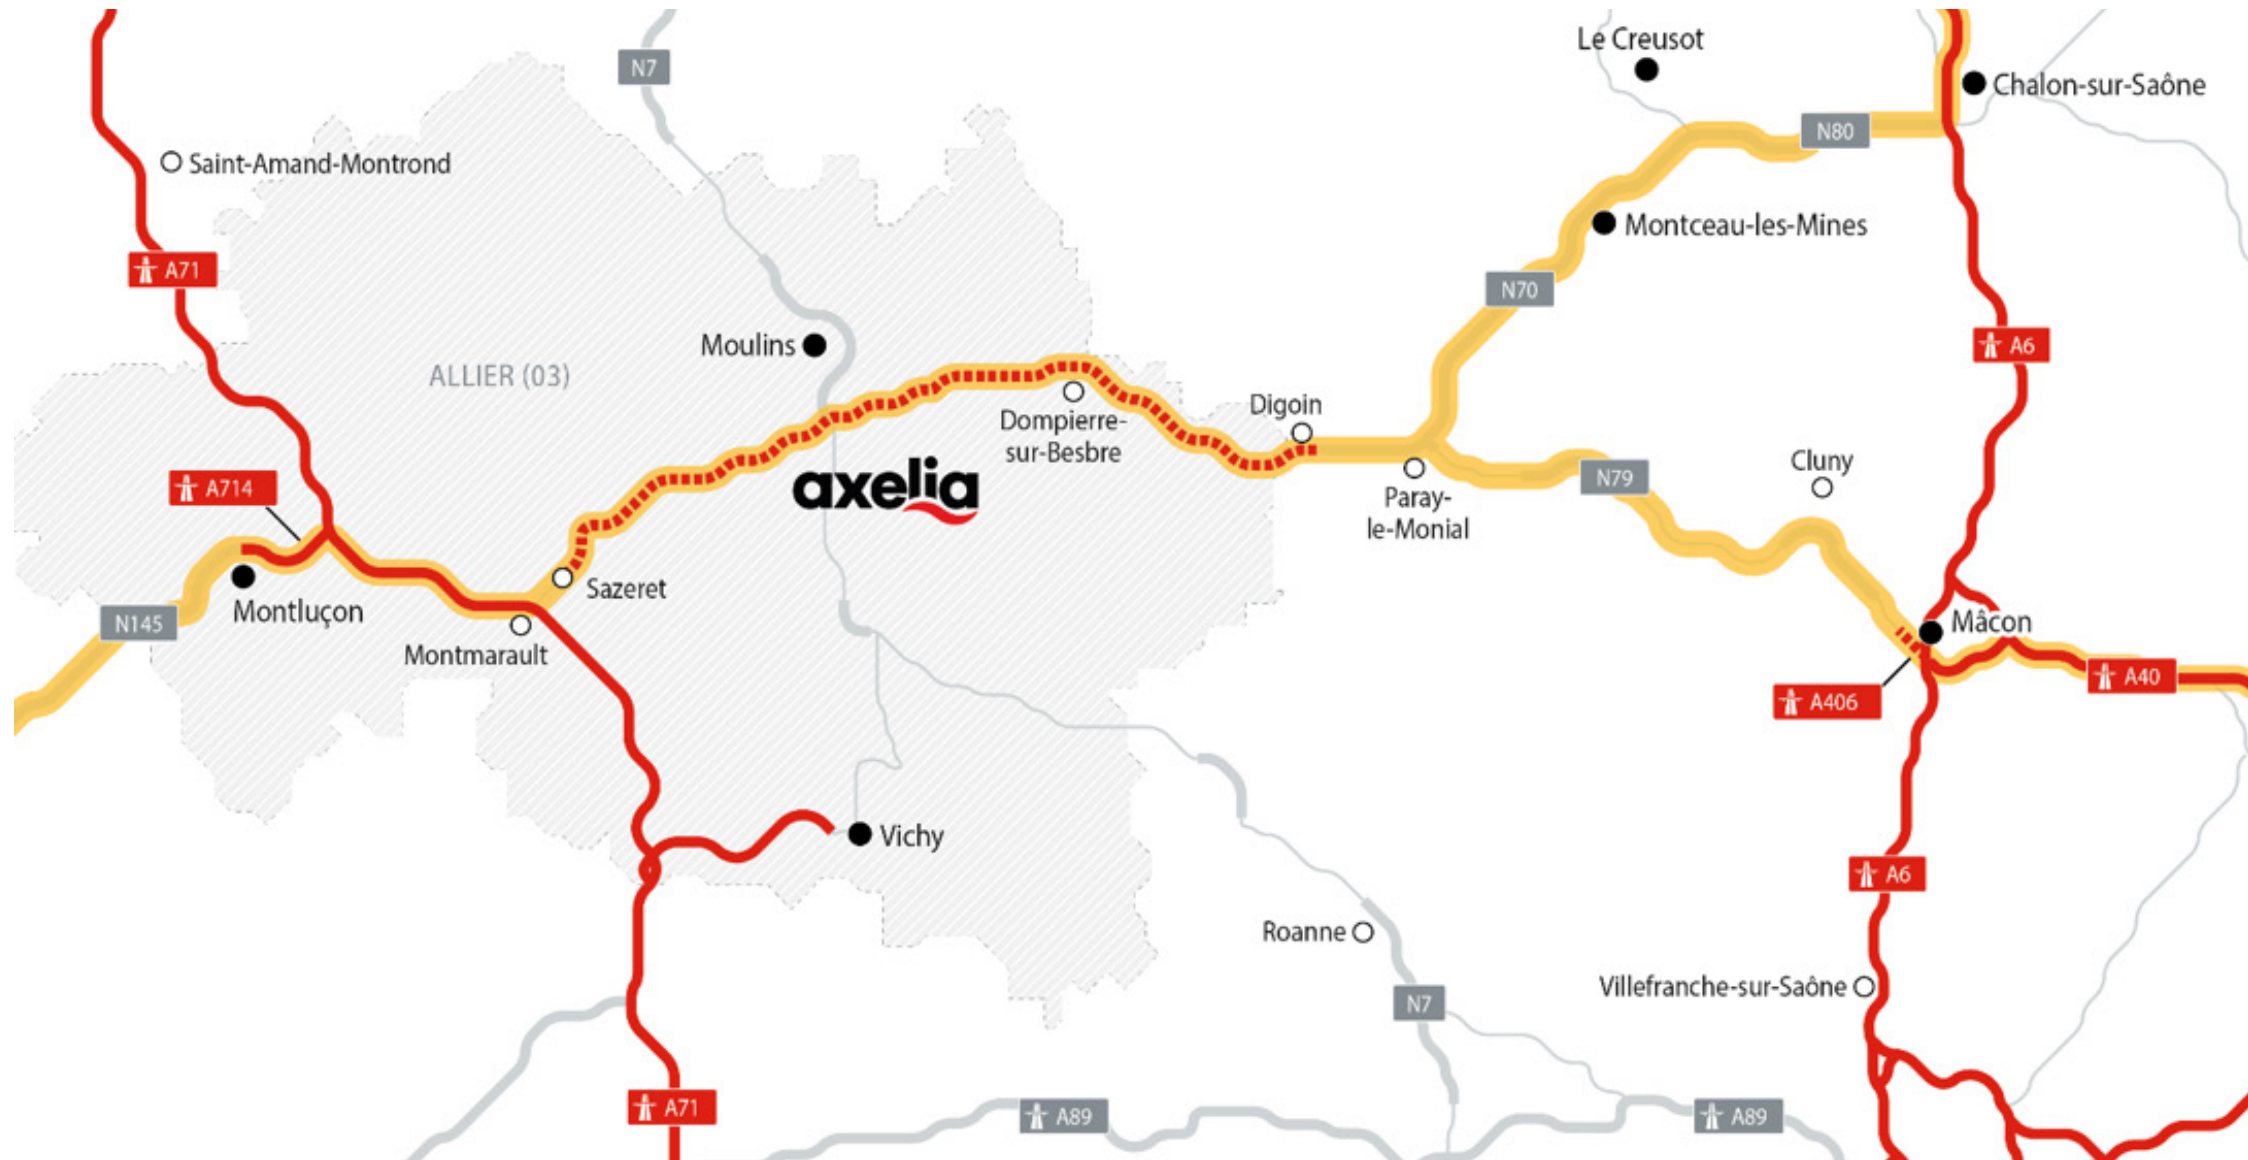 Le Creusot
N7
Chalon-sur-Saône
N80
Saint-Amand-Montrond
Montceau-les-Mines
A71
N70
Moulins
A6
ALLIER (03)
Digoin
Dompierre-
sur-Besbre
Cluny
N79
A714
axelia
Paray-
le-Monial
Sazeret
Montluçon
N145
Mâcon
Montmarault
A40
A406
Vichy
A6
Roanne
Villefranche-sur-Saône
N7
A71
A89
A89